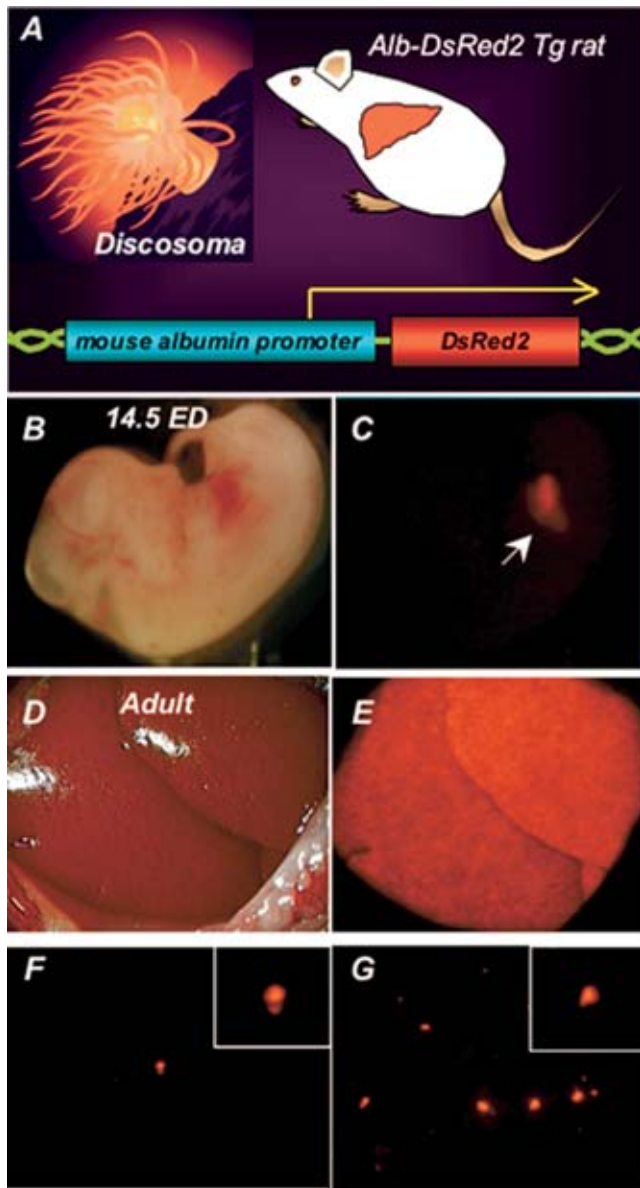 A
Alb-DsRed2 Tg rat
Discosoma
mouse albumin promoter
DsRed2
B
14.5 ED
C
D
Adult
E
F
G